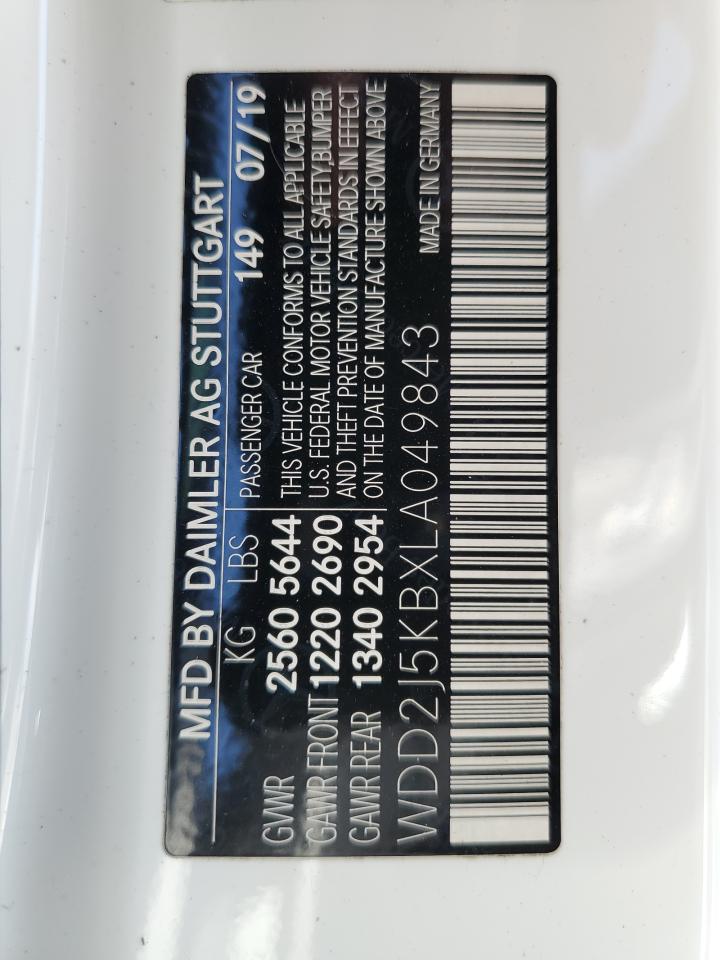 MFD BY DAIMLER AG STUTTGART
KG LBS
GVWR 2560 5644
GAWR FRONT 1220 2690
GAWR REAR 1340 2954
PASSENGER CAR 149 07/19
THIS VEHICLE CONFORMS TO ALL APPLICABLE
U.S. FEDERAL MOTOR VEHICLE SAFETY,BUMPER
AND THEFT PREVENTION STANDARDS IN EFFECT
ON THE DATE OF MANUFACTURE SHOWN ABOVE
WDD2J5KBXLA049843
MADE IN GERMANY